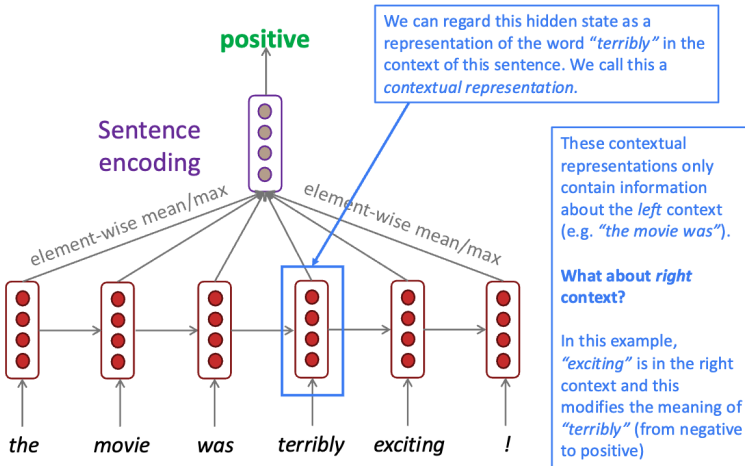 positive
We can regard this hidden state as a
representation of the word “terribly” in the
context of this sentence. We call this a
contextual representation.
Sentence
encoding
element-wise mean/max
element-wise mean/max
These contextual
representations only
contain information
about the left context
(e.g. “the movie was”).
What about right
context?
In this example,
“exciting” is in the right
context and this
modifies the meaning of
“terribly” (from negative
to positive)
the movie was terribly exciting !